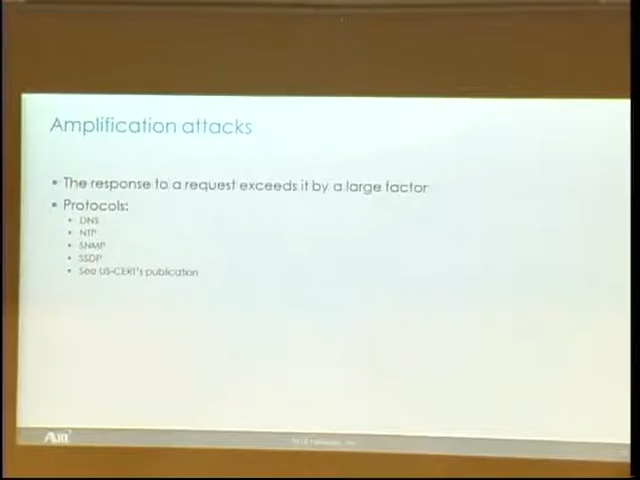 Amplification attacks
▪ The response to a request exceeds it by a large factor
▪ Protocols:
• DNS
• NTP
• SNMP
• SSDP
• See US-CERT's publication
A10